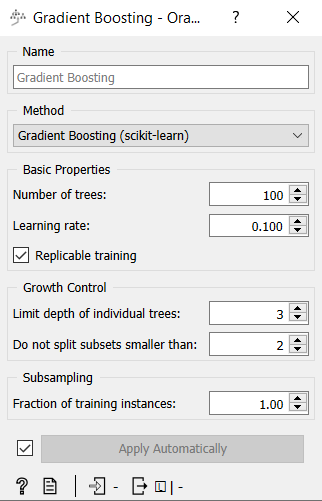 Gradient Boosting - Ora... ? ×
Name
Gradient Boosting
Method
Gradient Boosting (scikit-learn)
Basic Properties
Number of trees: 100
Learning rate: 0.100
Replicable training
Growth Control
Limit depth of individual trees: 3
Do not split subsets smaller than: 2
Subsampling
Fraction of training instances: 1.00
Apply Automatically
? | - | -